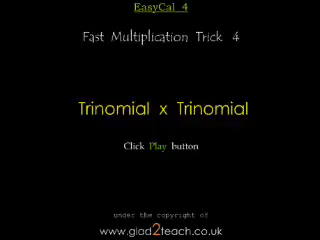 EasyCal 4
Fast Multiplication Trick 4
Trinomial x Trinomial
Click Play button
under the copyright of
www.glad2teach.co.uk